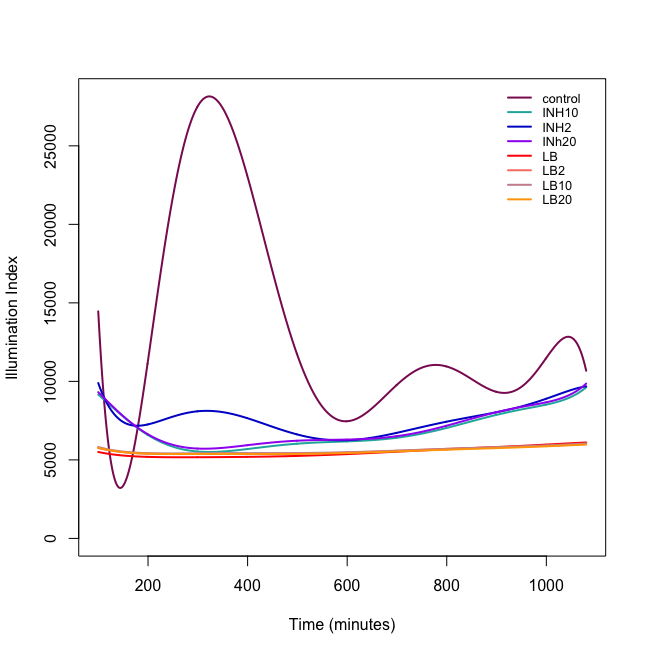 control
INH10
INH2
INh20
LB
LB2
LB10
LB20
Illumination Index
25000
20000
15000
10000
5000
0
200 400 600 800 1000
Time (minutes)